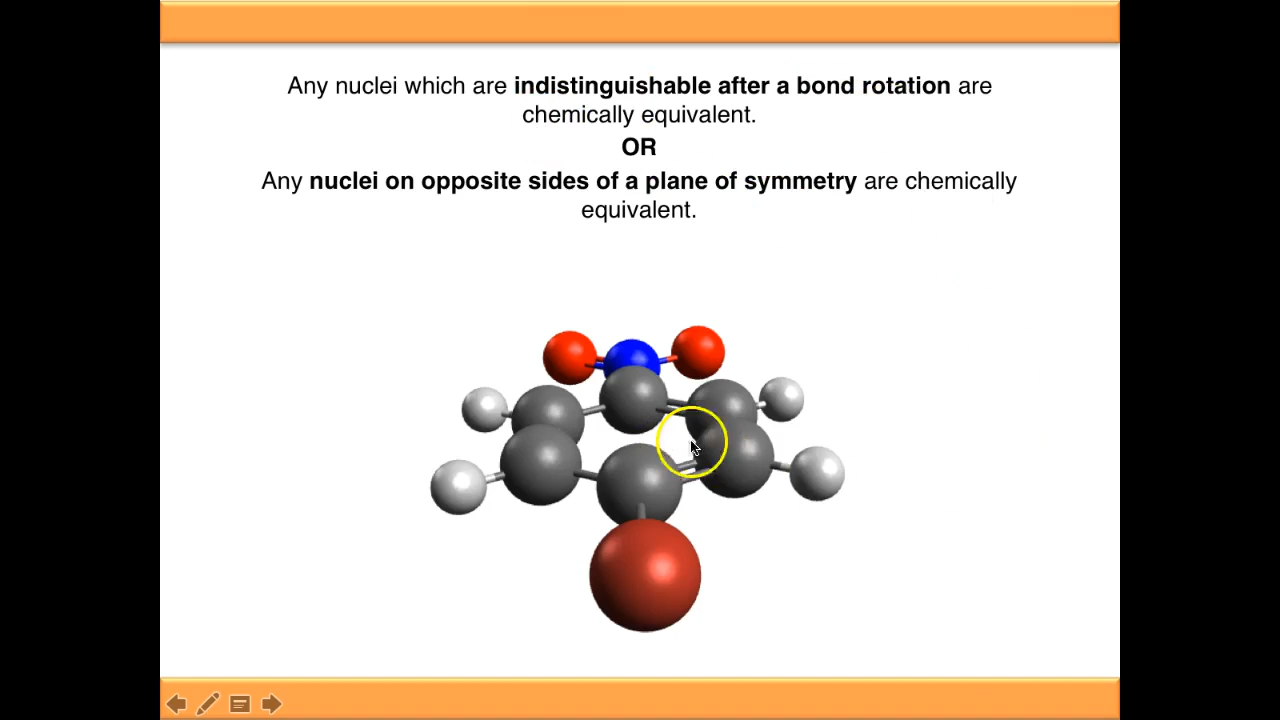 Any nuclei which are indistinguishable after a bond rotation are
chemically equivalent.
OR
Any nuclei on opposite sides of a plane of symmetry are chemically
equivalent.